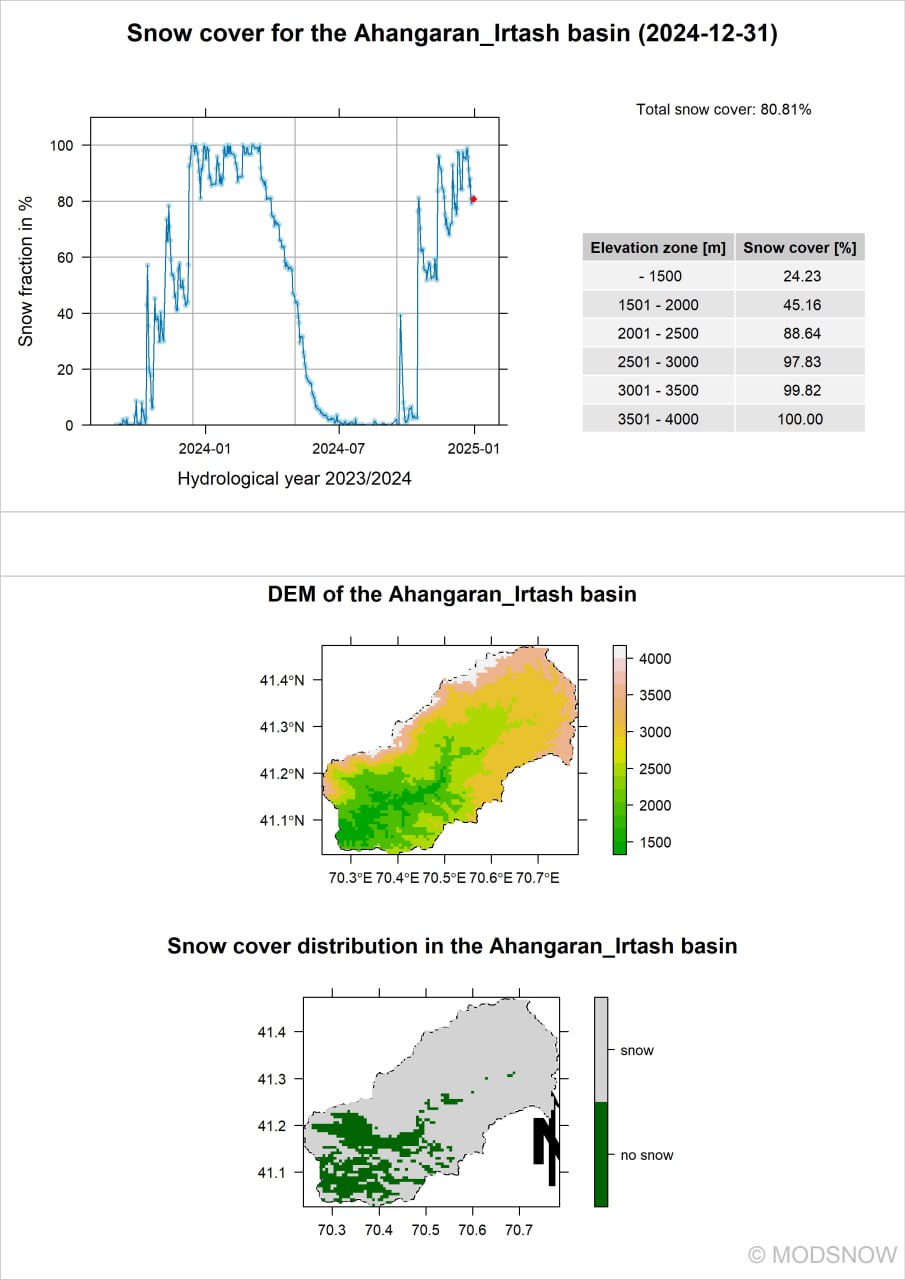 Snow cover for the Ahangaran_Irtash basin (2024-12-31)
Total snow cover: 80.81%
Snow fraction in %
100
80
60
40
20
0
2024-01 2024-07 2025-01
Hydrological year 2023/2024
Elevation zone [m] Snow cover [%]
- 1500 24.23
1501 - 2000 45.16
2001 - 2500 88.64
2501 - 3000 97.83
3001 - 3500 99.82
3501 - 4000 100.00
DEM of the Ahangaran_Irtash basin
41.4°N
41.3°N
41.2°N
41.1°N
70.3°E 70.4°E 70.5°E 70.6°E 70.7°E
4000
3500
3000
2500
2000
1500
Snow cover distribution in the Ahangaran_Irtash basin
41.4
41.3
41.2
41.1
70.3 70.4 70.5 70.6 70.7
N
snow
no snow
© MODSNOW